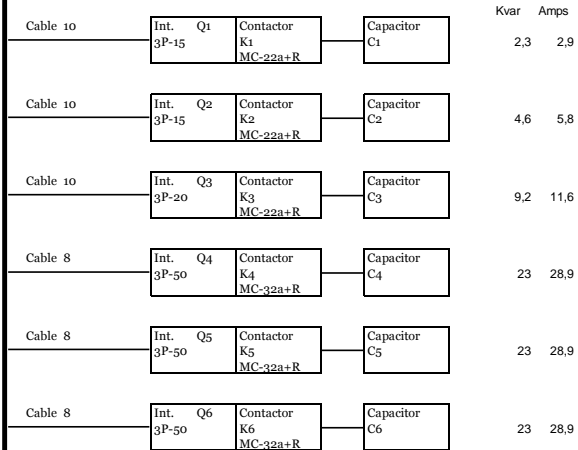 Kvar Amps
Cable 10 Int. Q1 Contactor Capacitor
3P-15 K1 C1 2,3 2,9
MC-22a+R
Cable 10 Int. Q2 Contactor Capacitor
3P-15 K2 C2 4,6 5,8
MC-22a+R
Cable 10 Int. Q3 Contactor Capacitor
3P-20 K3 C3 9,2 11,6
MC-22a+R
Cable 8 Int. Q4 Contactor Capacitor
3P-50 K4 C4 23 28,9
MC-32a+R
Cable 8 Int. Q5 Contactor Capacitor
3P-50 K5 C5 23 28,9
MC-32a+R
Cable 8 Int. Q6 Contactor Capacitor
3P-50 K6 C6 23 28,9
MC-32a+R